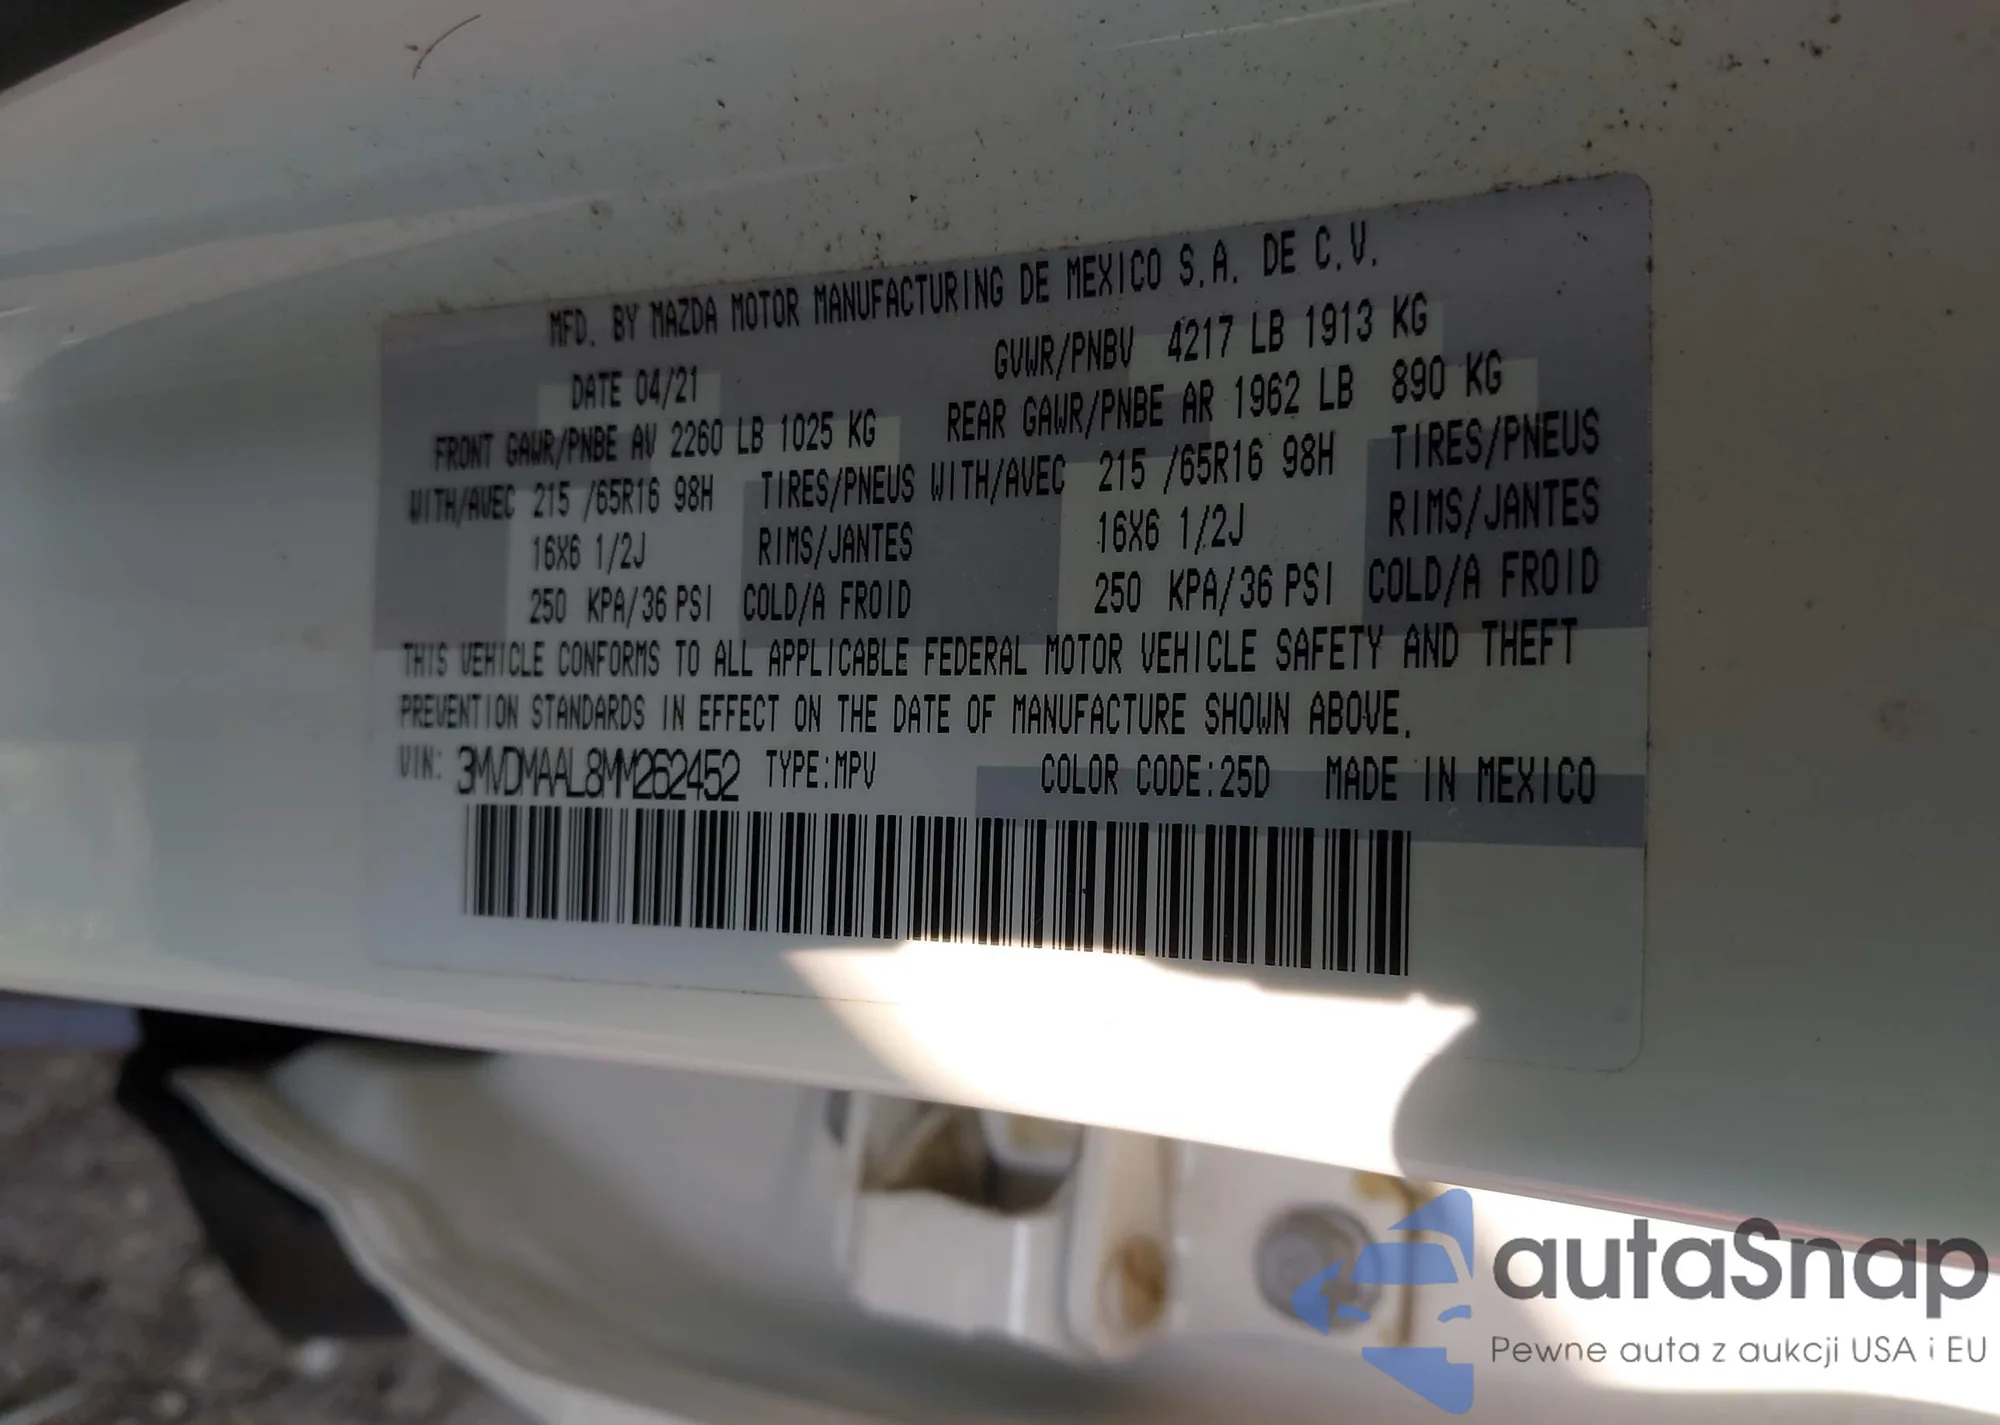 MFD. BY MAZDA MOTOR MANUFACTURING DE MEXICO S.A. DE C.V.
DATE 04/21 GVWR/PNBV 4217 LB 1913 KG
FRONT GAWR/PNBE AV 2260 LB 1025 KG REAR GAWR/PNBE AR 1962 LB 890 KG
WITH/AVEC 215 /65R16 98H TIRES/PNEUS WITH/AVEC 215 /65R16 98H TIRES/PNEUS
16X6 1/2J RIMS/JANTES 16X6 1/2J RIMS/JANTES
250 KPA/36 PSI COLD/A FROID 250 KPA/36 PSI COLD/A FROID
THIS VEHICLE CONFORMS TO ALL APPLICABLE FEDERAL MOTOR VEHICLE SAFETY AND THEFT
PREVENTION STANDARDS IN EFFECT ON THE DATE OF MANUFACTURE SHOWN ABOVE.
VIN: 3MVDMAAL8MM262452 TYPE:MPV COLOR CODE:25D MADE IN MEXICO
autaSnap
Pewne auta z aukcji USA i EU